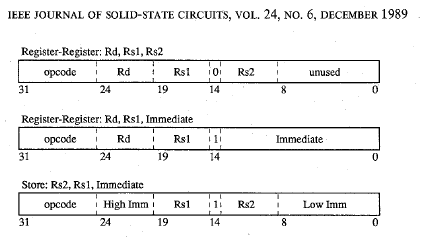 IEEE JOURNAL OF SOLID-STATE CIRCUITS, VOL. 24, NO. 6, DECEMBER 1989
Register-Register: Rd, Rs1, Rs2
opcode Rd Rs1 0 Rs2 unused
31 24 19 14 8 0
Register-Register: Rd, Rs1, Immediate
opcode Rd Rs1 1 Immediate
31 24 19 14 0
Store: Rs2, Rs1, Immediate
opcode High Imm Rs1 1 Rs2 Low Imm
31 24 19 14 8 0